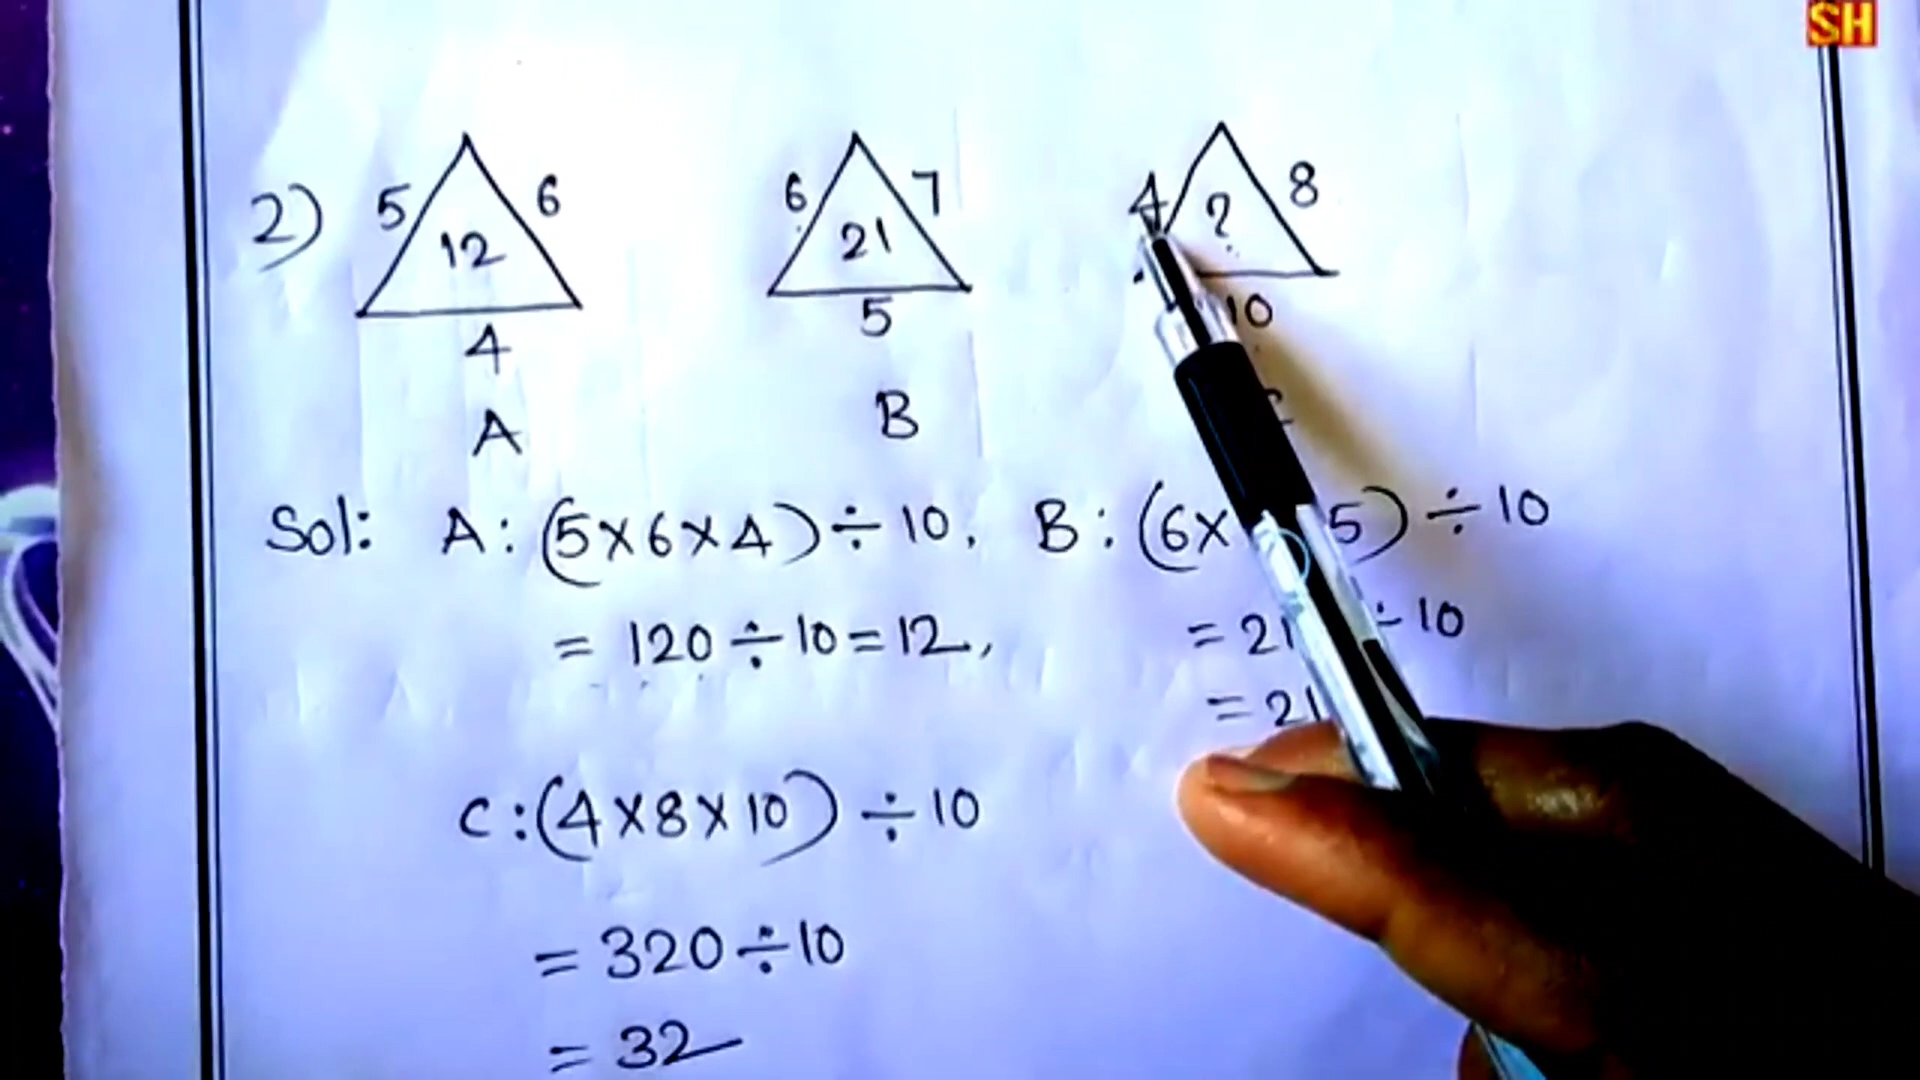 SH
2) 5 6 12 4 A
6 7 21 5 B
4 8 ? 10
Sol: A: (5×6×4)÷10, B: (6× 5)÷10
= 120÷10=12, = 21 ÷10
= 21
C:(4×8×10)÷10
= 320÷10
= 32